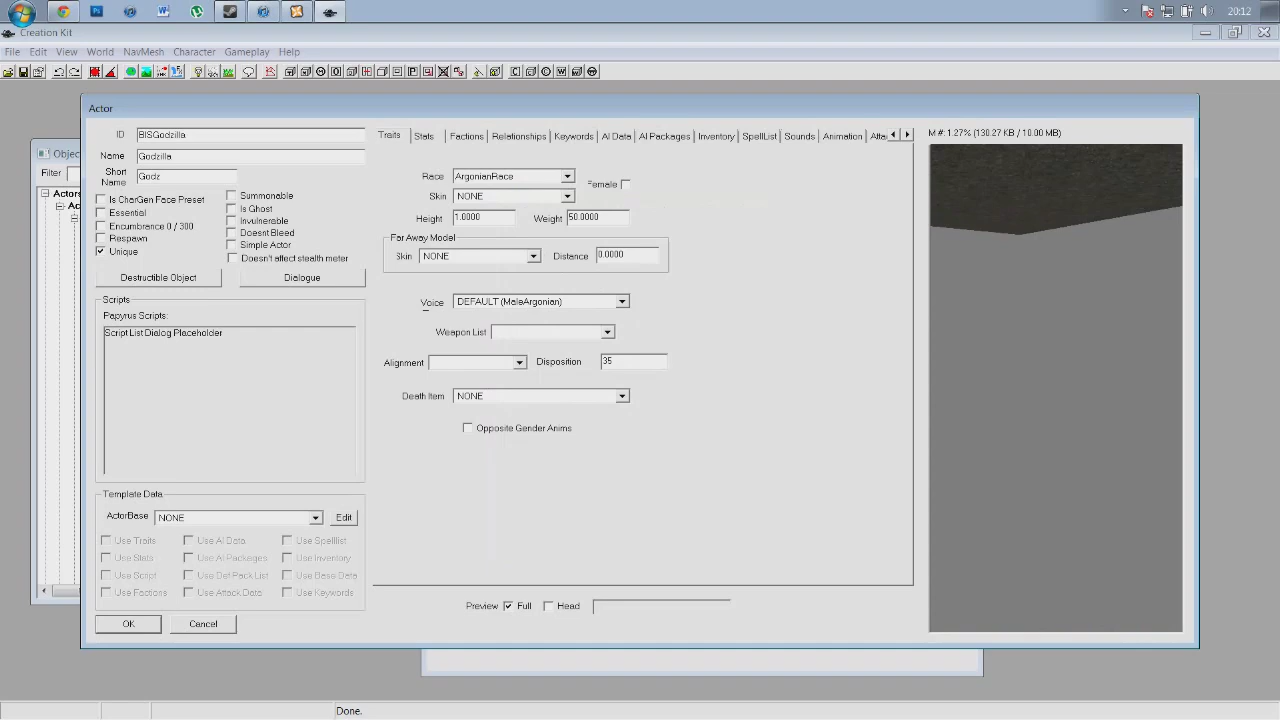 20:12
Creation Kit
File Edit View World NavMesh Character Gameplay Help
Actor
ID BISGodzilla
Name Godzilla
Short Name Godz
Is CharGen Face Preset
Essential
Encumbrance 0 / 300
Respawn
Unique
Summonable
Is Ghost
Invulnerable
Doesnt Bleed
Simple Actor
Doesn't affect stealth meter
Destructible Object Dialogue
Scripts
Papyrus Scripts:
Script List Dialog Placeholder
Template Data
ActorBase NONE Edit
Use Traits Use AI Data Use Spelllist
Use Stats Use AI Packages Use Inventory
Use Script Use Def Pack List Use Base Data
Use Factions Use Attack Data Use Keywords
OK Cancel
Traits Stats Factions Relationships Keywords AI Data AI Packages Inventory SpellList Sounds Animation Atta
Race ArgonianRace Female
Skin NONE
Height 1.0000 Weight 50.0000
Far Away Model
Skin NONE Distance 0.0000
Voice DEFAULT (MaleArgonian)
Weapon List
Alignment Disposition 35
Death Item NONE
Opposite Gender Anims
Preview Full Head
M #: 1.27% (130.27 KB / 10.00 MB)
Objec
Filter
Actors
Ac
Done.